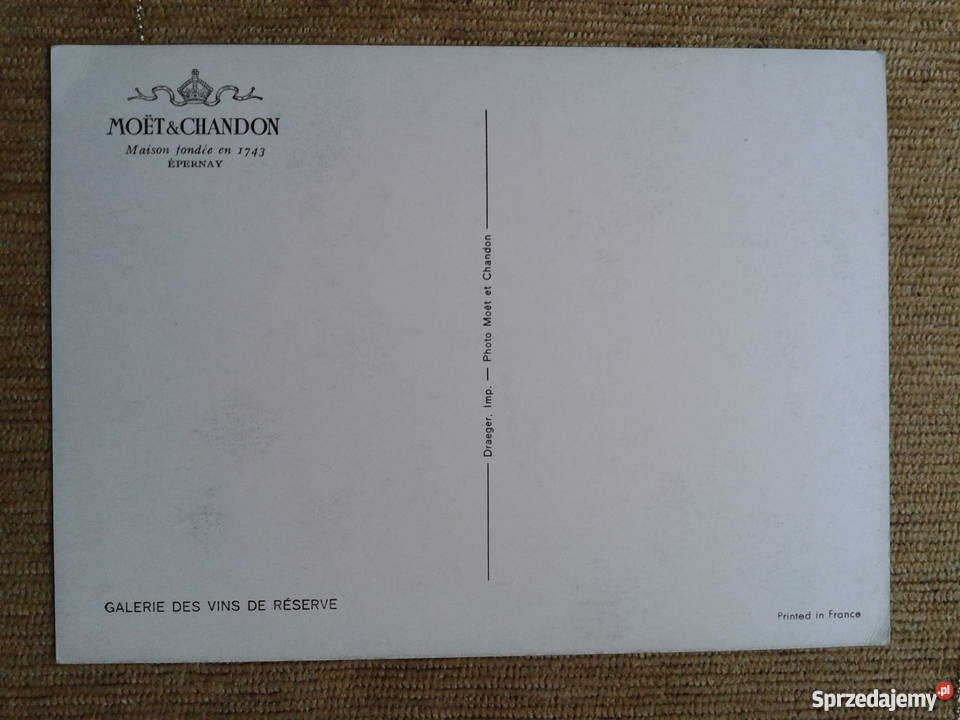 MOËT & CHANDON
Maison fondée en 1743
ÉPERNAY
Draeger, Imp. — Photo Moët et Chandon
GALERIE DES VINS DE RÉSERVE
Printed in France
Sprzedajemy.pl